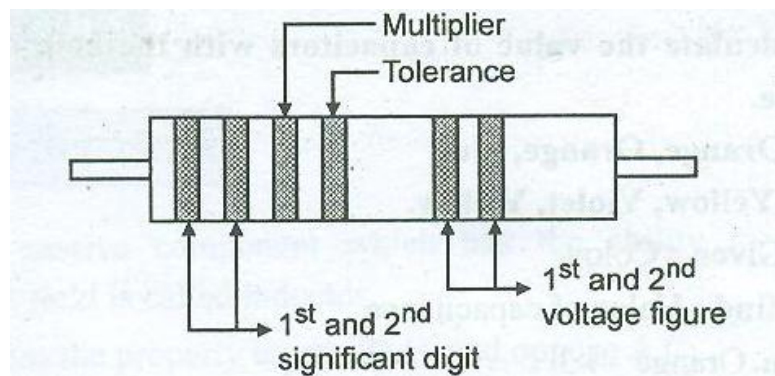 Multiplier
Tolerance
1st and 2nd
voltage figure
1st and 2nd
significant digit